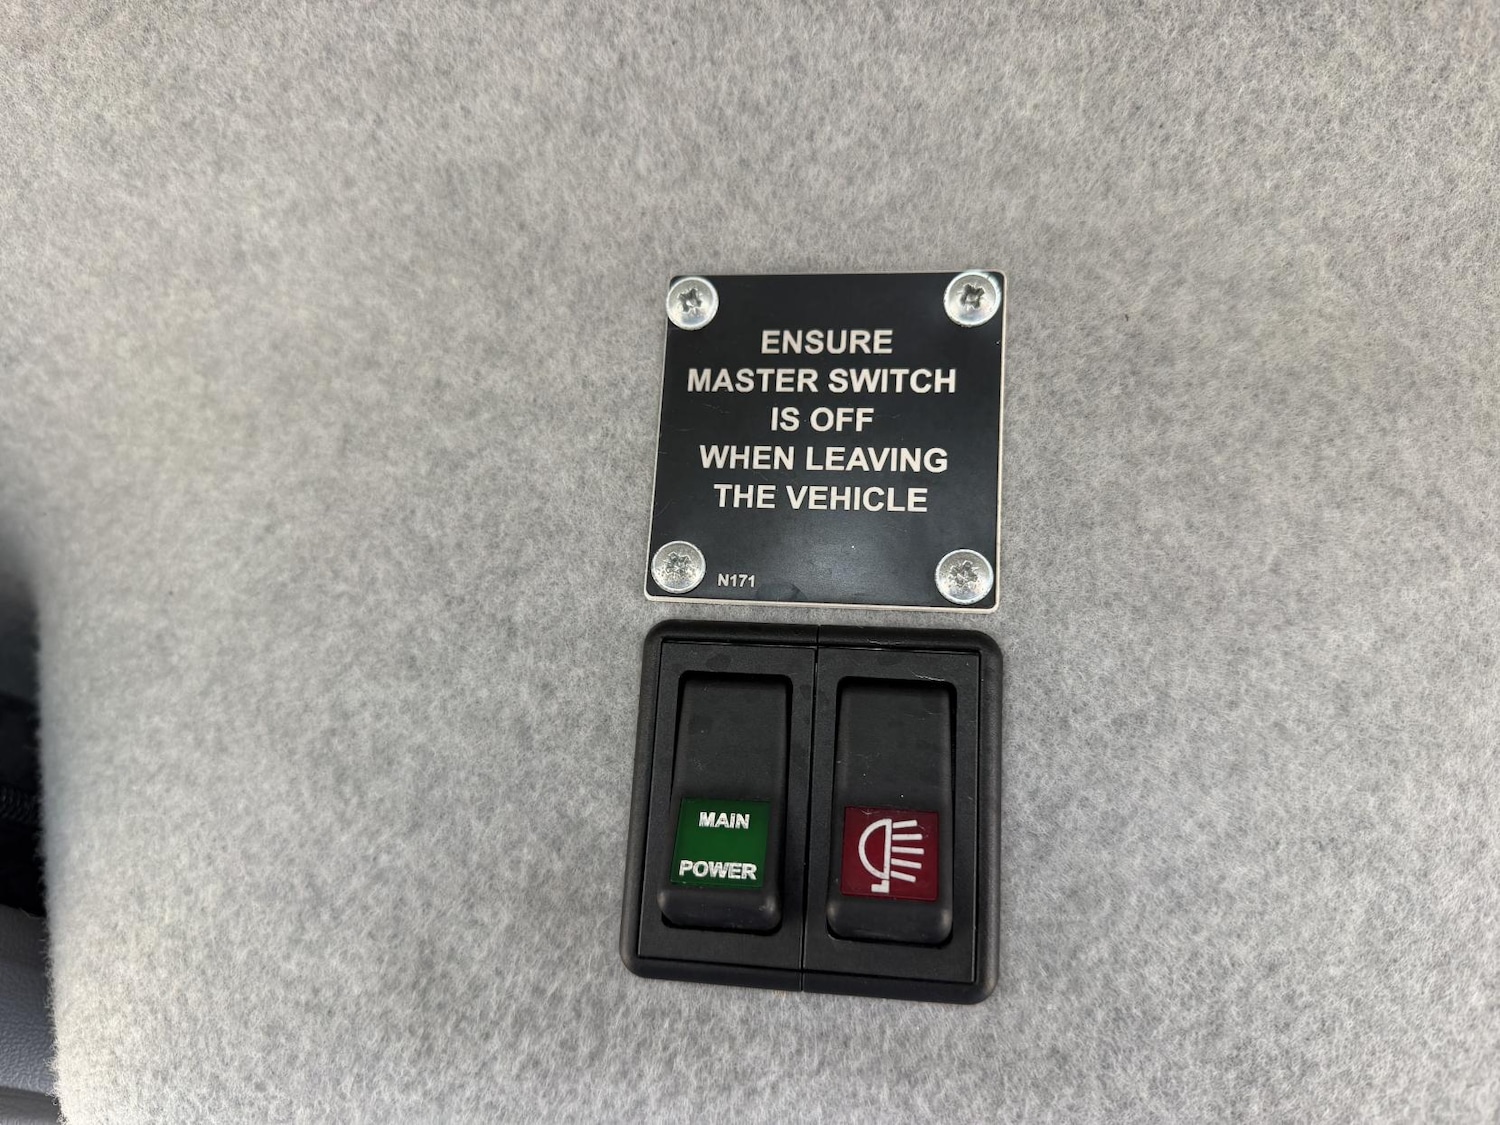 ENSURE
MASTER SWITCH
IS OFF
WHEN LEAVING
THE VEHICLE
N171
MAIN
POWER